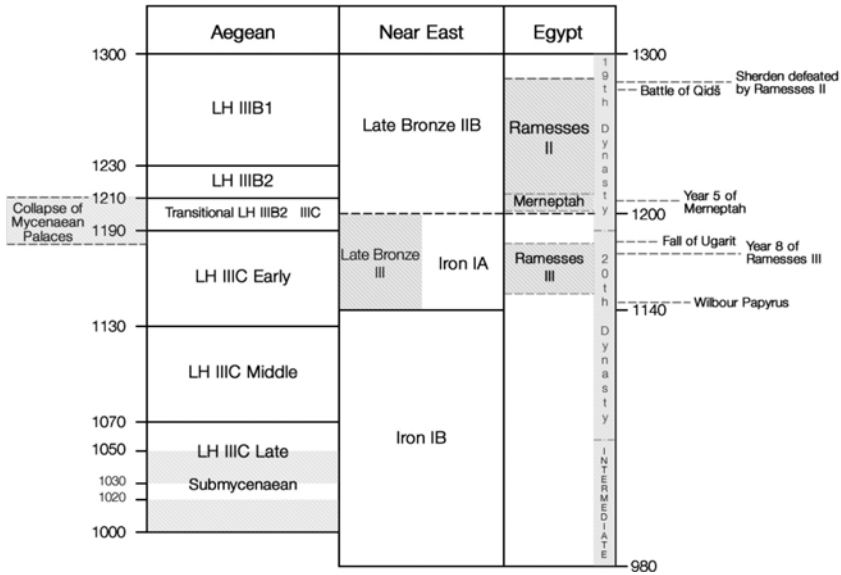 Aegean
Near East
Egypt
1300
1230
1210
1190
1130
1070
1050
1030
1020
1000
Collapse of
Mycenaean
Palaces
LH IIIB1
LH IIIB2
Transitional LH IIIB2 IIIC
LH IIIC Early
LH IIIC Middle
LH IIIC Late
Submycenaean
Late Bronze IIB
Late Bronze
III
Iron IA
Iron IB
Ramesses
II
Merneptah
Ramesses
III
19th Dynasty
20th Dynasty
INTERMEDIATE
1300
1200
1140
980
Sherden defeated
by Ramesses II
Battle of Qidš
Year 5 of
Merneptah
Fall of Ugarit
Year 8 of
Ramesses III
Wilbour Papyrus